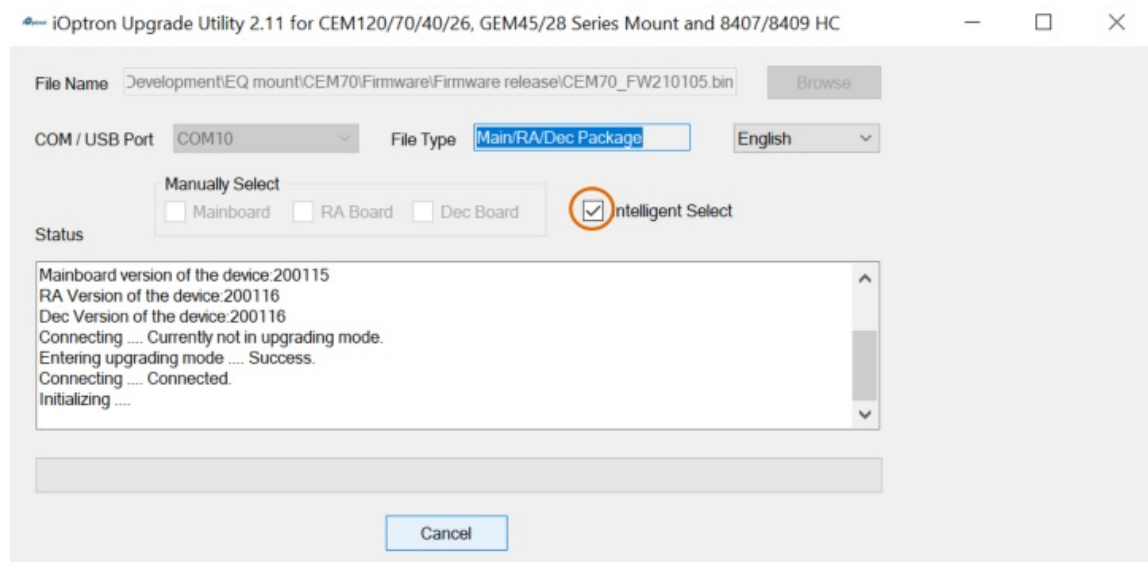 iOptron Upgrade Utility 2.11 for CEM120/70/40/26, GEM45/28 Series Mount and 8407/8409 HC
File Name Development\EQ mount\CEM70\Firmware\Firmware release\CEM70_FW210105.bin Browse
COM / USB Port COM10 File Type Main/RA/Dec Package English
Manually Select
Mainboard RA Board Dec Board Intelligent Select
Status
Mainboard version of the device:200115
RA Version of the device:200116
Dec Version of the device:200116
Connecting .... Currently not in upgrading mode.
Entering upgrading mode .... Success.
Connecting .... Connected.
Initializing ....
Cancel